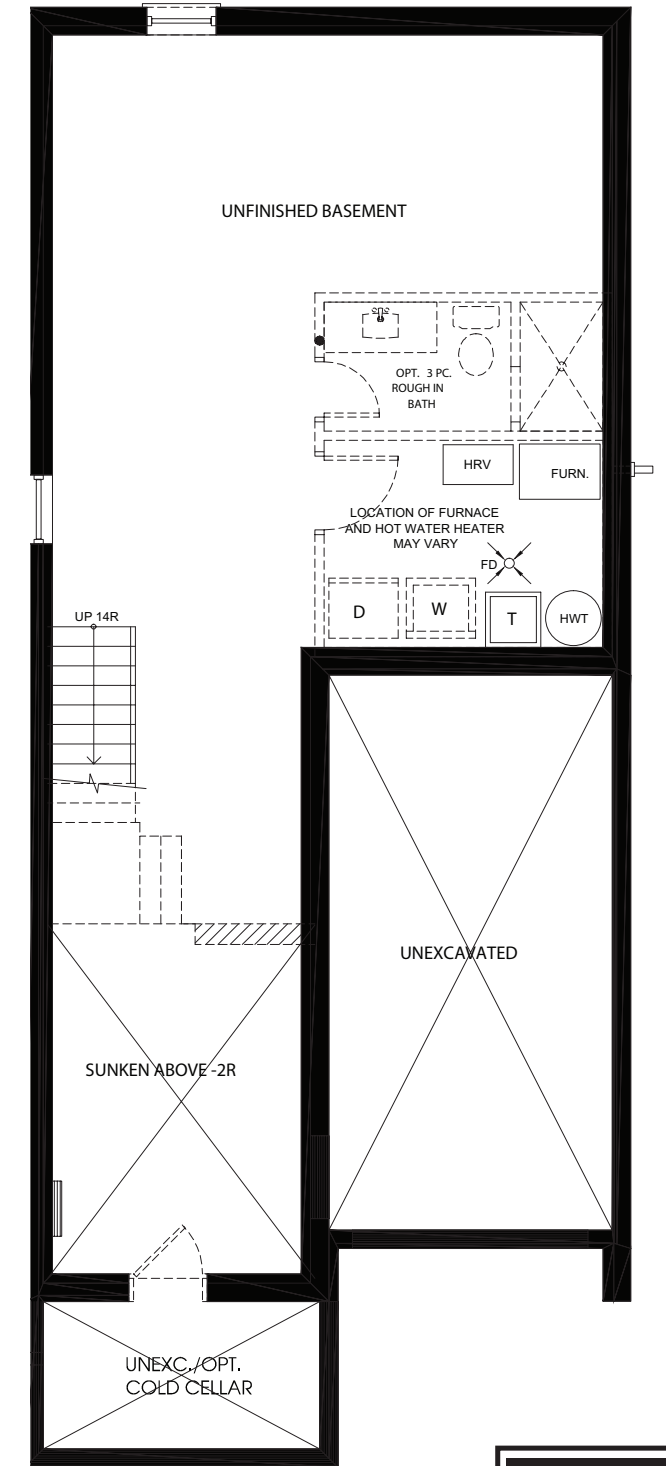 UNFINISHED BASEMENT
OPT. 3 PC.
ROUGH IN
BATH
HRV
FURN.
LOCATION OF FURNACE
AND HOT WATER HEATER
MAY VARY
FD
D
W
T
HWT
UP 14R
UNEXCAVATED
SUNKEN ABOVE -2R
UNEXC./OPT.
COLD CELLAR